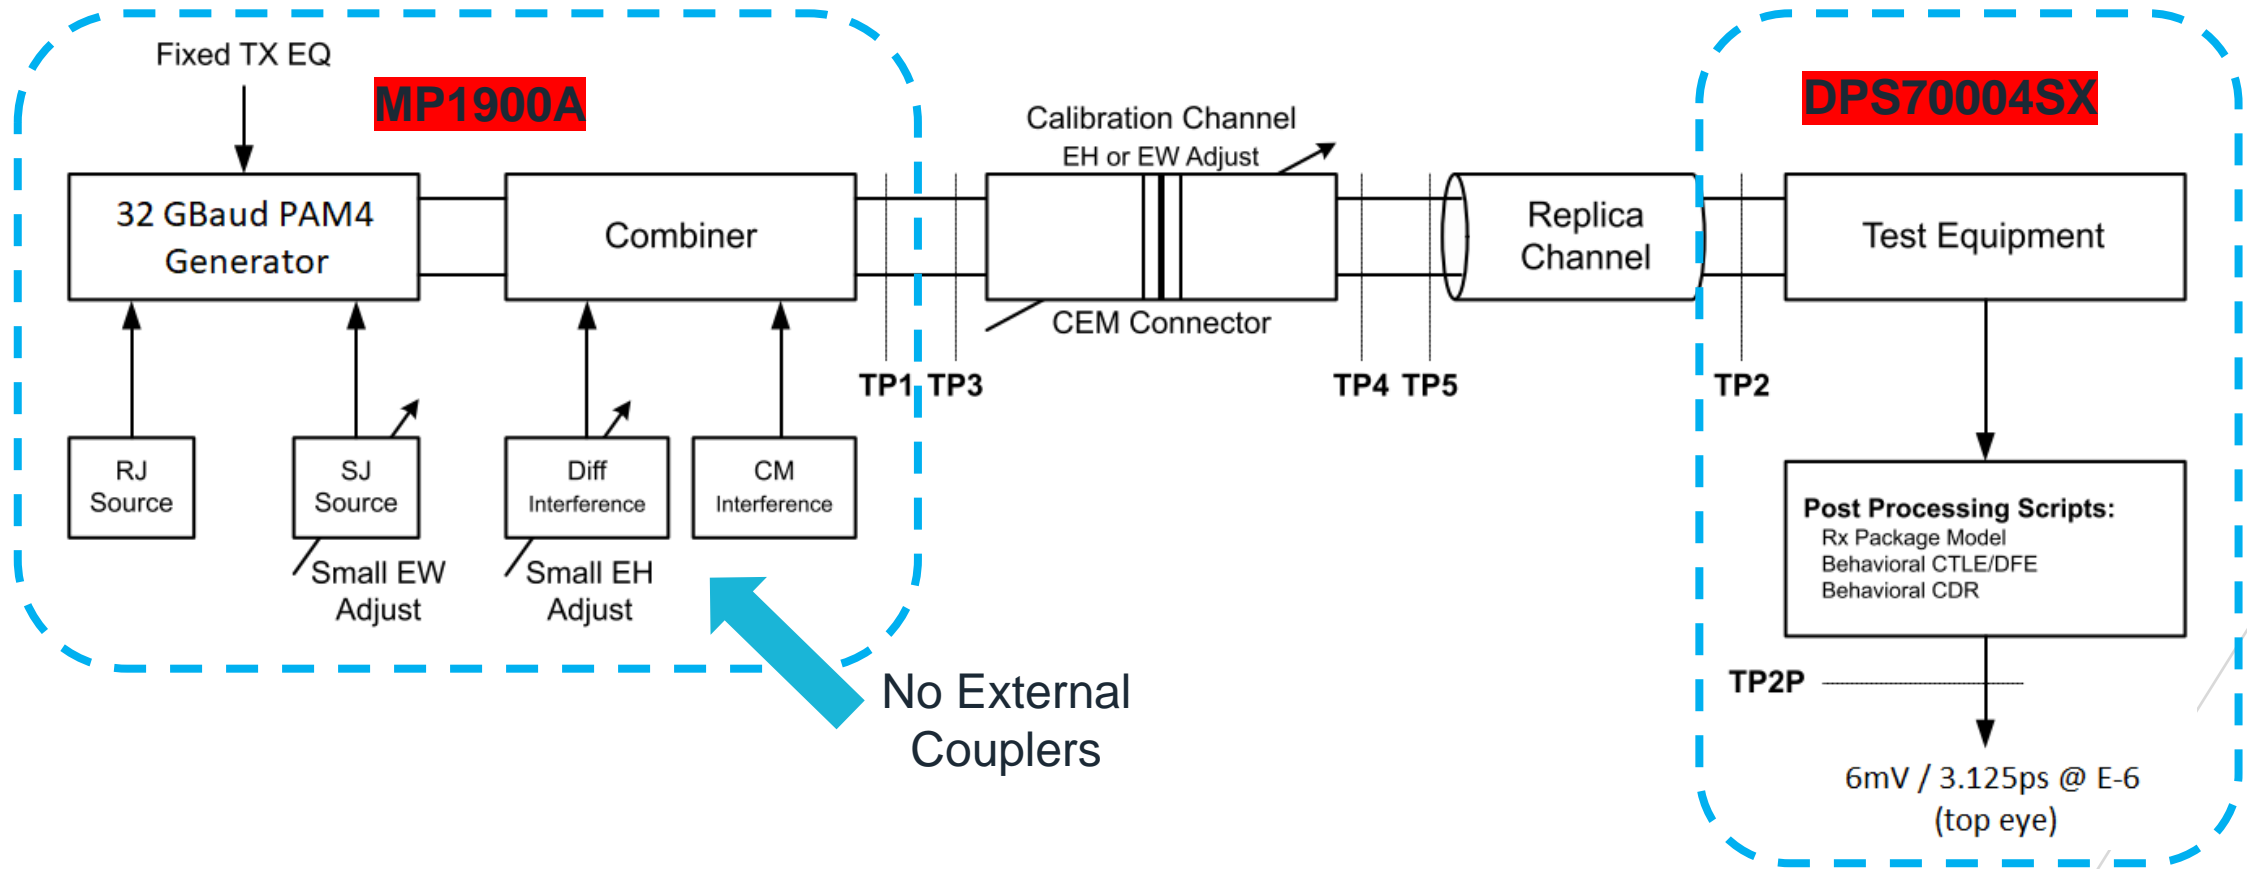 Fixed TX EQ
MP1900A
32 GBaud PAM4
Generator
Combiner
RJ
Source
SJ
Source
Diff
Interference
CM
Interference
Small EW
Adjust
Small EH
Adjust
No External
Couplers
TP1
TP3
Calibration Channel
EH or EW Adjust
CEM Connector
TP4
TP5
Replica
Channel
TP2
DPS70004SX
Test Equipment
Post Processing Scripts:
Rx Package Model
Behavioral CTLE/DFE
Behavioral CDR
TP2P
6mV / 3.125ps @ E-6
(top eye)